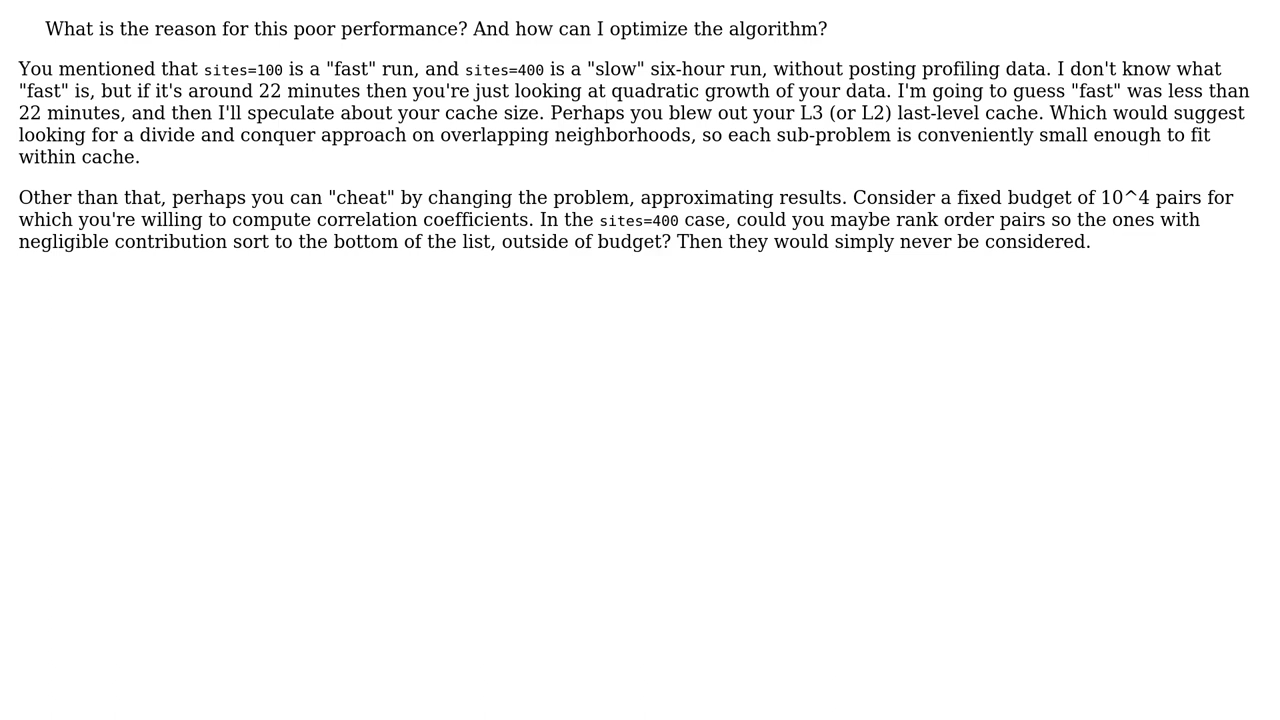 What is the reason for this poor performance? And how can I optimize the algorithm?
You mentioned that sites=100 is a "fast" run, and sites=400 is a "slow" six-hour run, without posting profiling data. I don't know what
"fast" is, but if it's around 22 minutes then you're just looking at quadratic growth of your data. I'm going to guess "fast" was less than
22 minutes, and then I'll speculate about your cache size. Perhaps you blew out your L3 (or L2) last-level cache. Which would suggest
looking for a divide and conquer approach on overlapping neighborhoods, so each sub-problem is conveniently small enough to fit
within cache.
Other than that, perhaps you can "cheat" by changing the problem, approximating results. Consider a fixed budget of 10^4 pairs for
which you're willing to compute correlation coefficients. In the sites=400 case, could you maybe rank order pairs so the ones with
negligible contribution sort to the bottom of the list, outside of budget? Then they would simply never be considered.